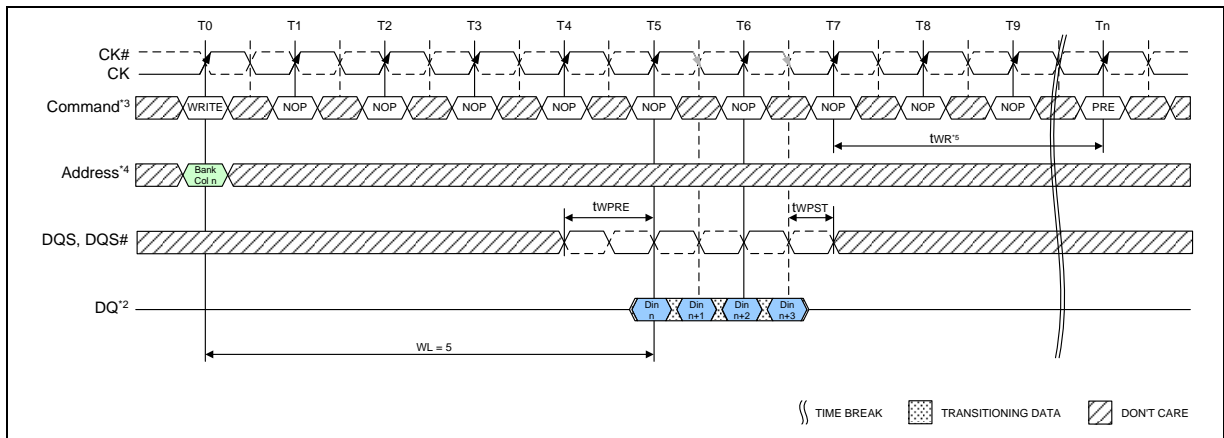 T0 T1 T2 T3 T4 T5 T6 T7 T8 T9 Tn
CK#
CK
Command*3 WRITE NOP NOP NOP NOP NOP NOP NOP NOP NOP PRE
tWR*5
Address*4 Bank Col n
tWPRE tWPST
DQS, DQS#
DQ*2 Din n Din n+1 Din n+2 Din n+3
WL = 5
TIME BREAK TRANSITIONING DATA DON'T CARE